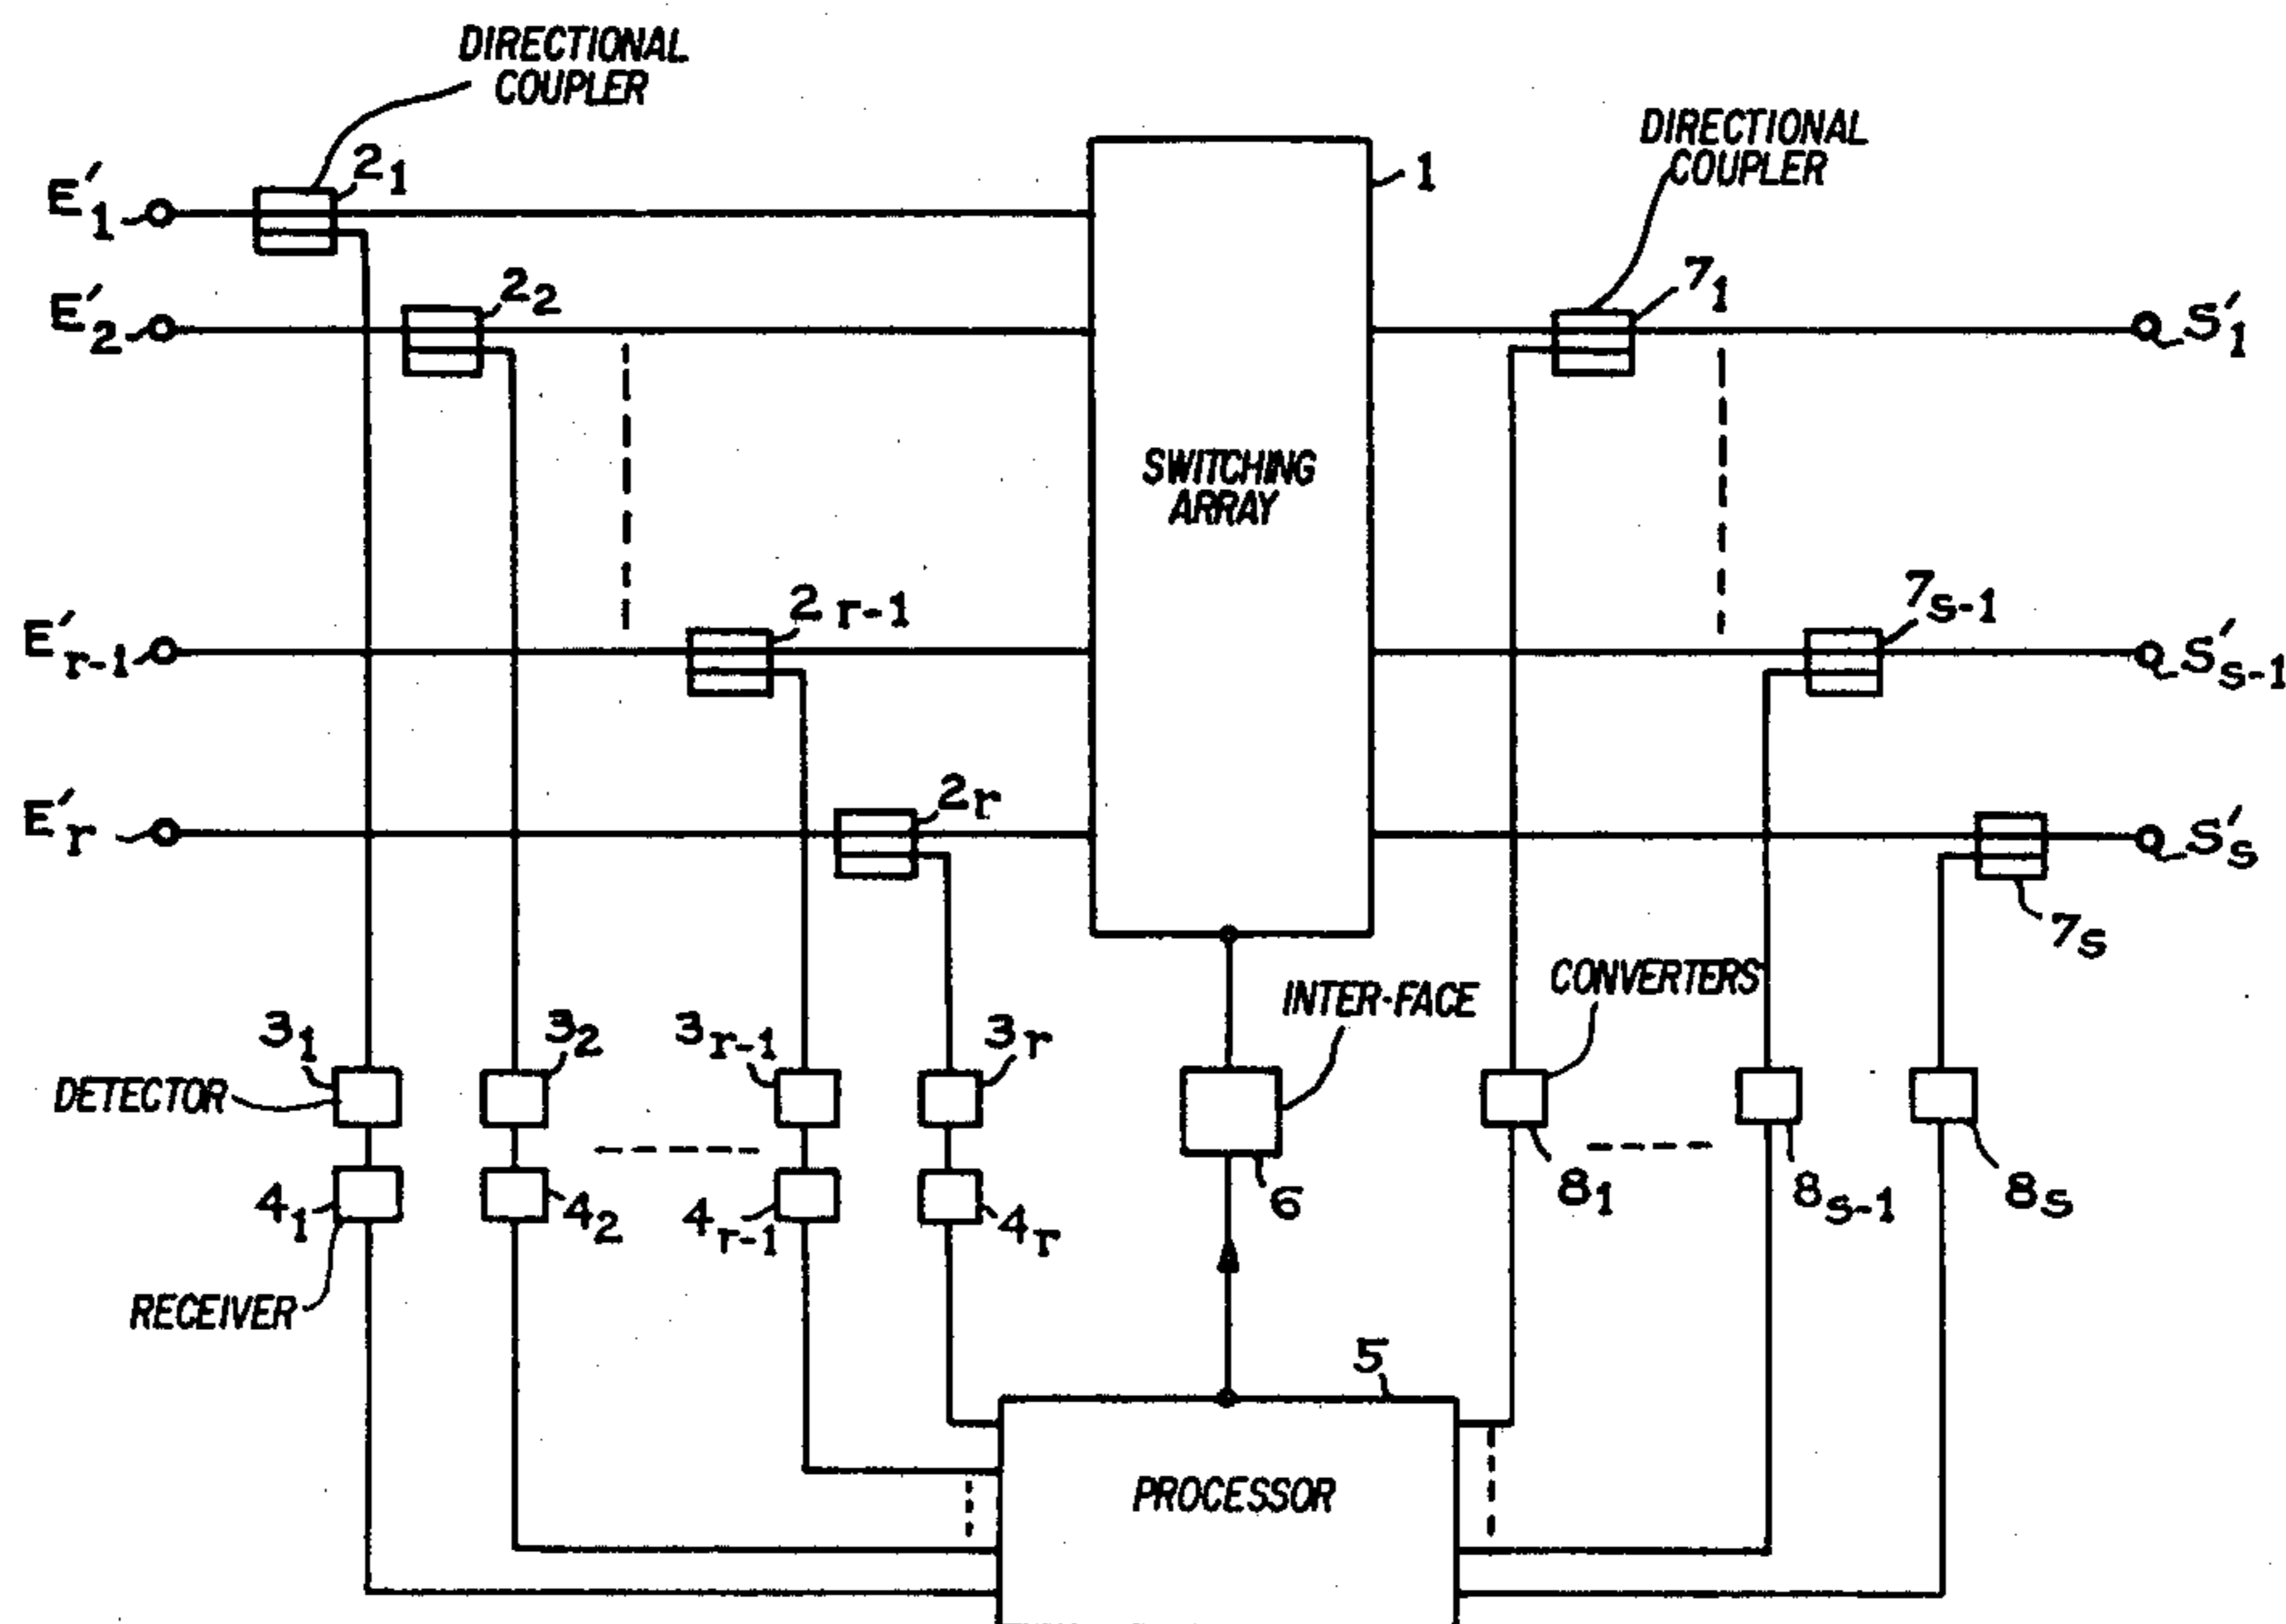 DIRECTIONAL
COUPLER
DIRECTIONAL
COUPLER
E'1
2₁
1
E'2
2₂
7₁
S'1
SWITCHING
ARRAY
E'r-1
2r-1
7s-1
S's-1
E'r
2r
S's
7s
INTER-FACE
CONVERTERS
3₁
3₂
3r-1
3r
DETECTOR
4₁
4₂
4r-1
4r
6
8₁
8s-1
8s
RECEIVER
5
PROCESSOR